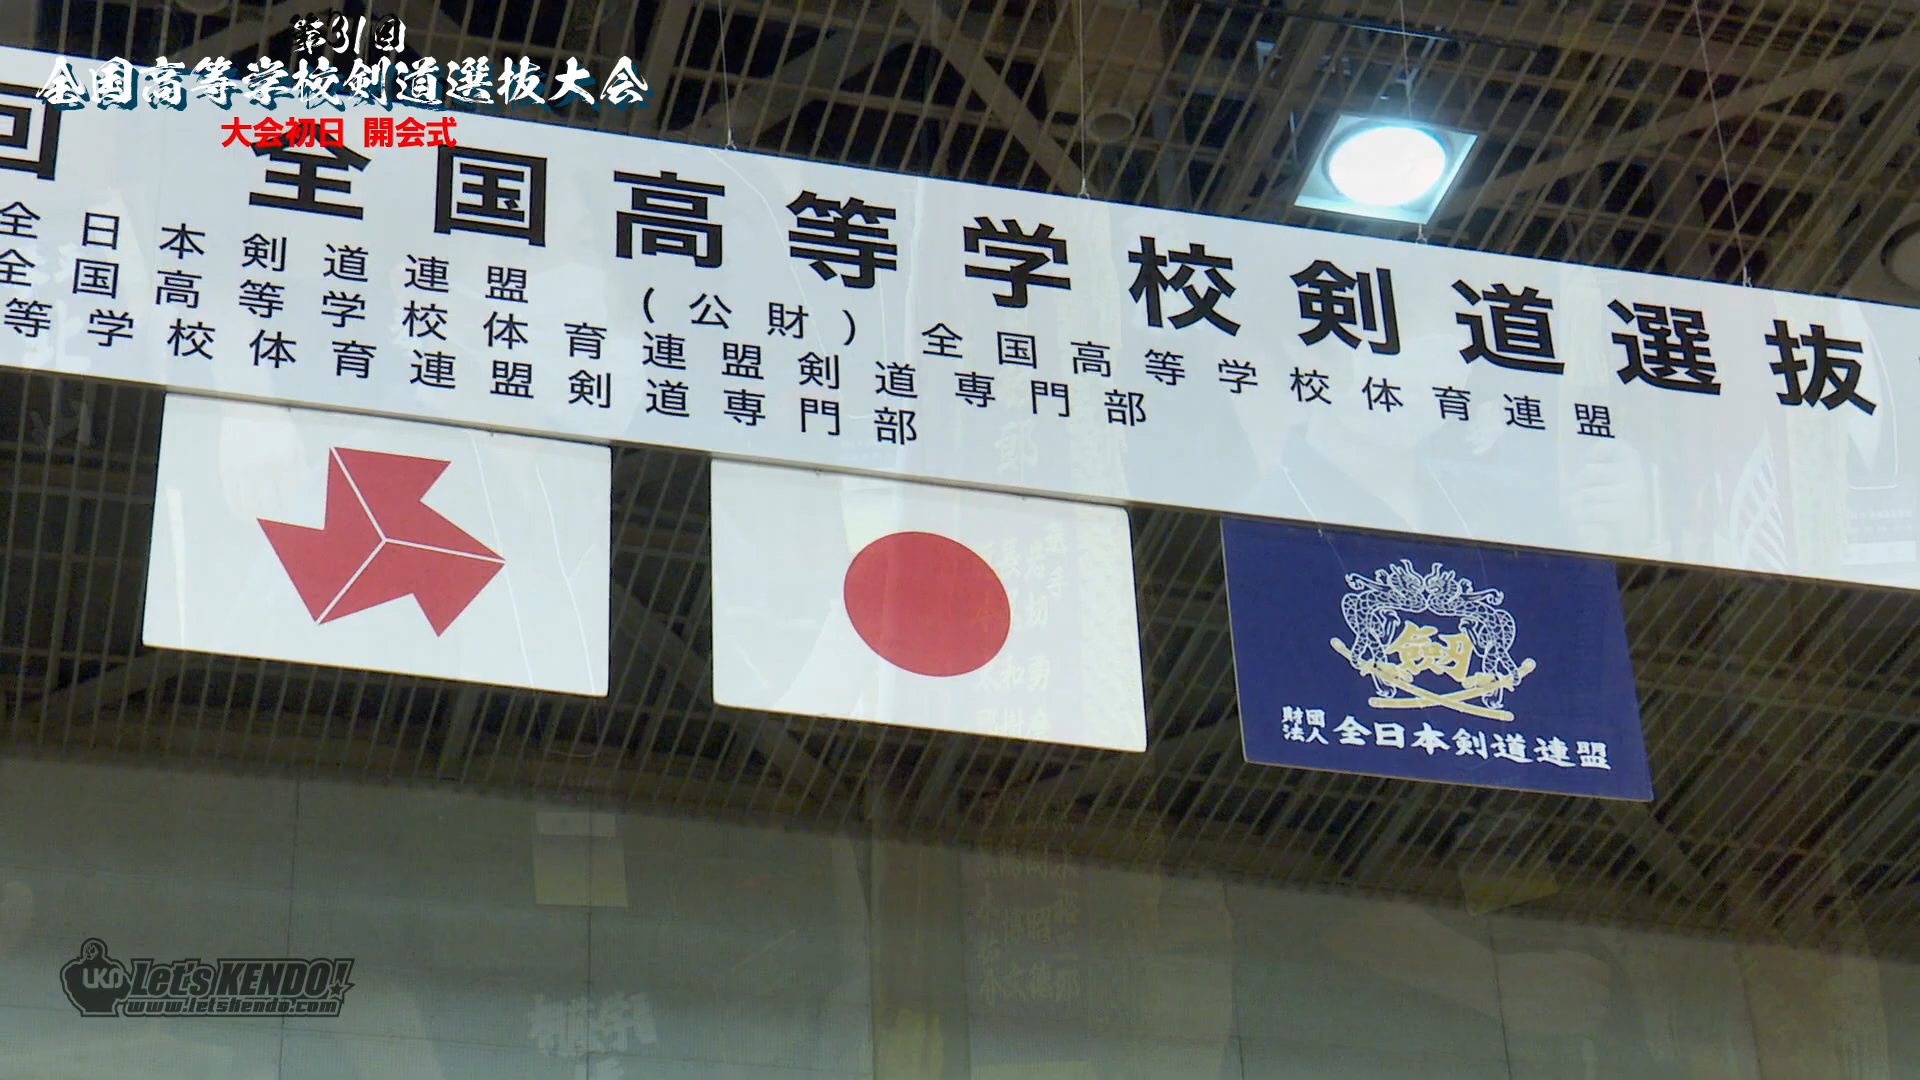 第31回
全国高等学校剣道選抜大会
大会初日 開会式
回 全国高等学校剣道選抜
全日本剣道連盟 (公財)全国高等学校体育連盟
全国高等学校体育連盟剣道専門部
等学校体育連盟剣道専門部
劔
財団法人 全日本剣道連盟
UKN Let's KENDO!
www.letskendo.com